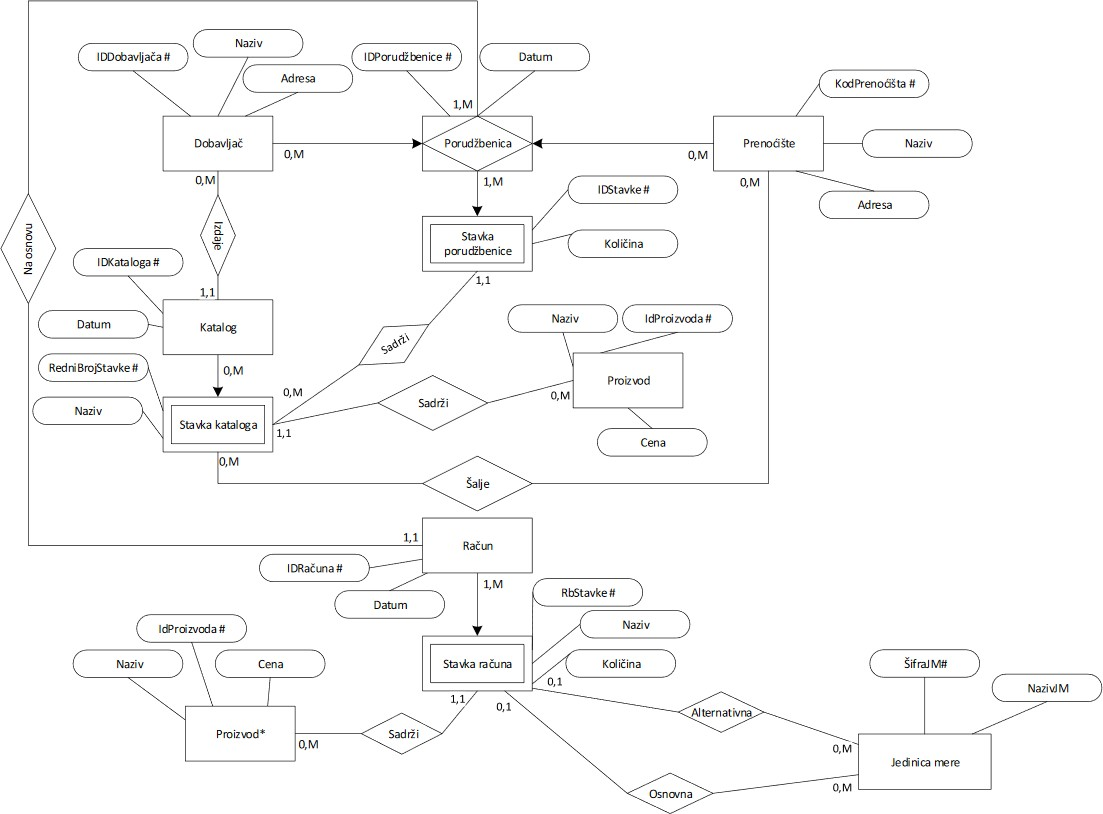 IDDobavljača #
Naziv
Adresa
IDPorudžbenice #
Datum
KodPrenoćišta #
Naziv
Adresa
1,M
Dobavljač
0,M
Porudžbenica
0,M
Prenoćište
0,M
1,M
0,M
IDStavke #
Količina
Stavka
porudžbenice
1,1
Na osnovu
Izdaje
IDKataloga #
1,1
Datum
Katalog
0,M
RedniBrojStavke #
Naziv
Stavka kataloga
0,M
Sadrži
Naziv
IdProizvoda #
Proizvod
0,M
Sadrži
1,1
Cena
0,M
Šalje
1,1
Račun
IDRačuna #
Datum
1,M
RbStavke #
Naziv
Količina
Stavka računa
0,1
IdProizvoda #
Naziv
Cena
1,1
0,1
Proizvod*
0,M
Sadrži
Alternativna
ŠifraJM#
NazivJM
0,M
Jedinica mere
0,M
Osnovna